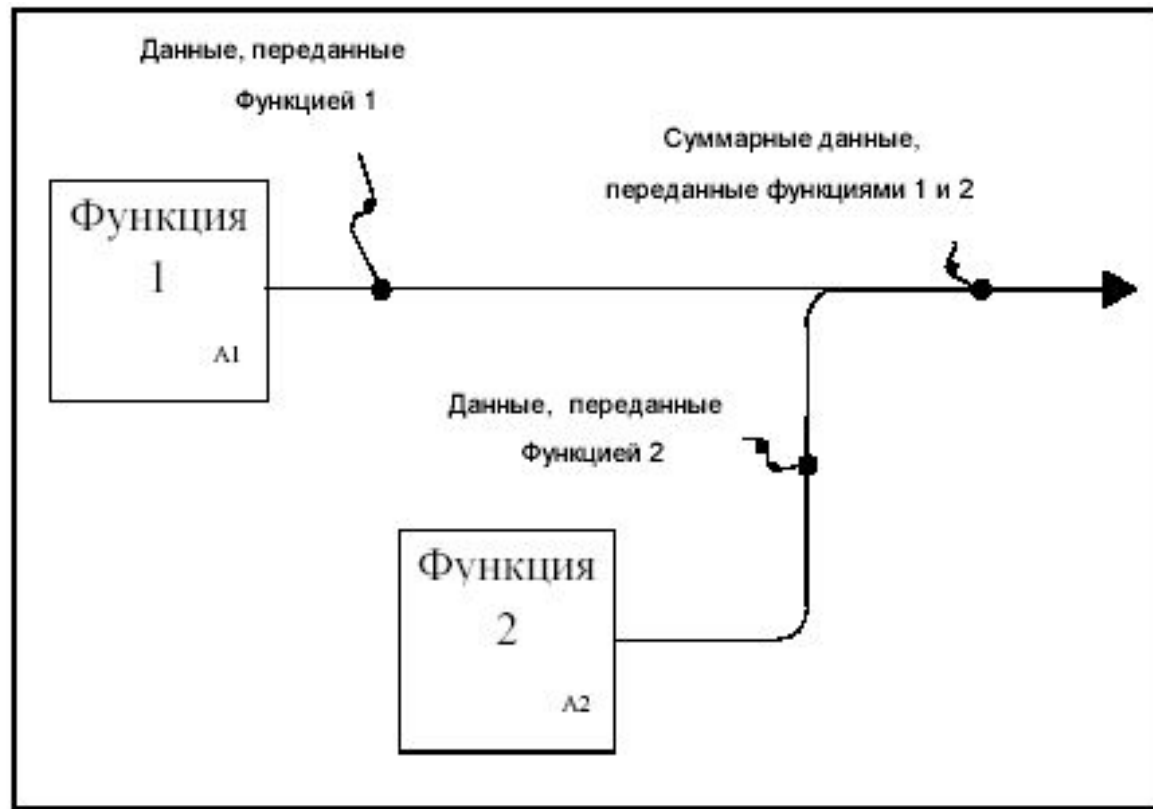 Данные, переданные
Функцией 1
Суммарные данные,
переданные функциями 1 и 2
Функция
1
A1
Данные, переданные
Функцией 2
Функция
2
A2